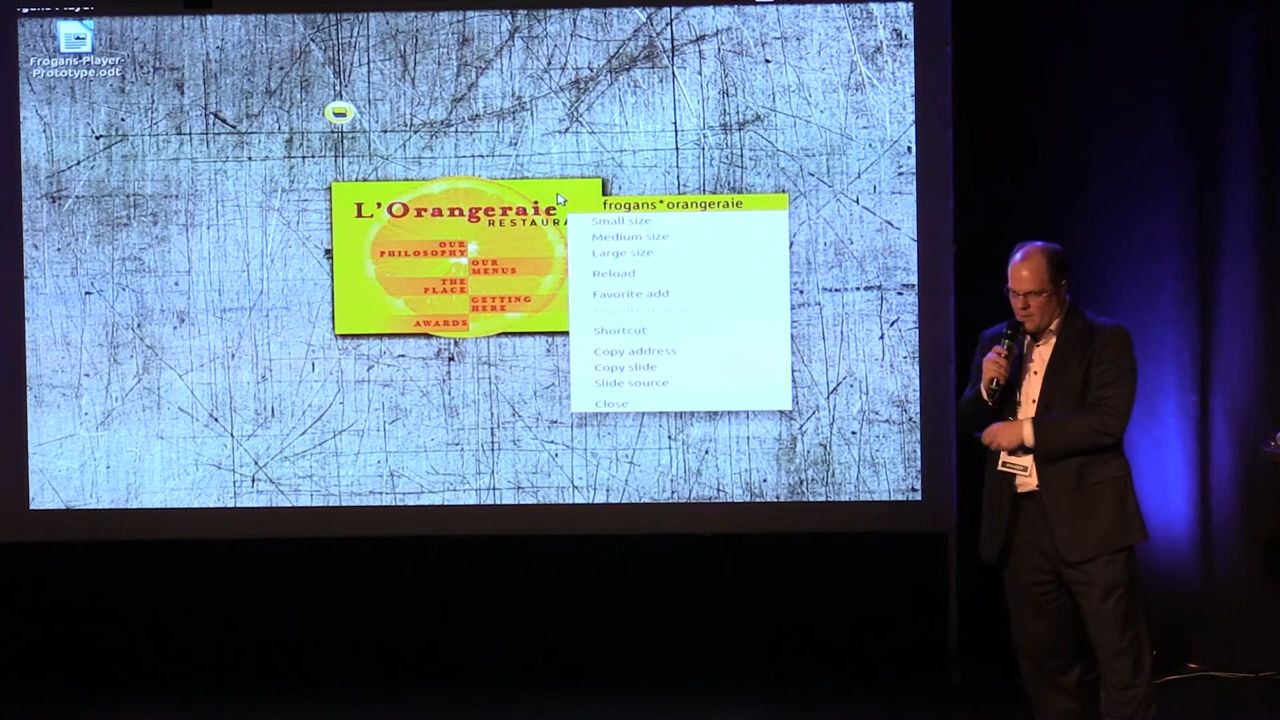 Frogans-Player-
Prototype.odt
L'Orangeraie
RESTAURA
OUR
PHILOSOPHY
OUR
MENUS
THE
PLACE
GETTING
HERE
AWARDS
frogans*orangeraie
Small size
Medium size
Large size
Reload
Favorite add
Shortcut
Copy address
Copy slide
Slide source
Close